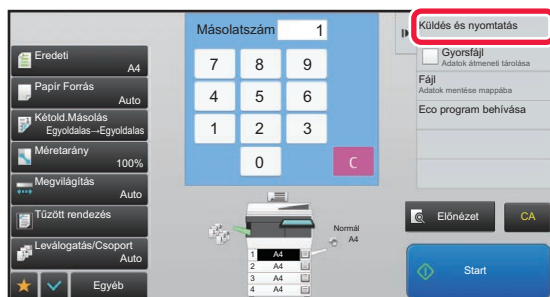 Másolatszám 1
Eredeti
A4
Papír Forrás
Auto
Kétold.Másolás
Egyoldalas→Egyoldalas
Méretarány
100%
Megvilágítás
Auto
Tűzött rendezés
Leválogatás/Csoport
Auto
Egyéb
7 8 9
4 5 6
1 2 3
0 C
Normál
A4
1 A4
2 A4
3 A4
4 A4
Küldés és nyomtatás
Gyorsfájl
Adatok átmeneti tárolása
Fájl
Adatok mentése mappába
Eco program behívása
Előnézet CA
Start